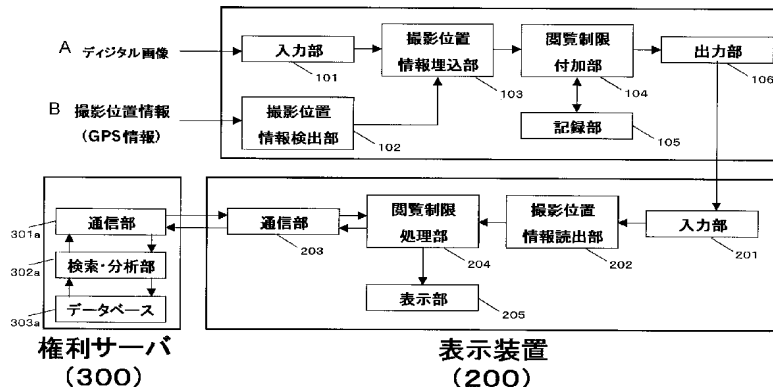 A ディジタル画像
入力部
101
撮影位置
情報埋込部
103
閲覧制限
付加部
104
出力部
106
B 撮影位置情報
(GPS情報)
撮影位置
情報検出部
102
記録部
105
301a
通信部
302a
検索・分析部
303a
データベース
通信部
203
閲覧制限
処理部
204
撮影位置
情報読出部
202
入力部
201
表示部
205
権利サーバ
(300)
表示装置
(200)